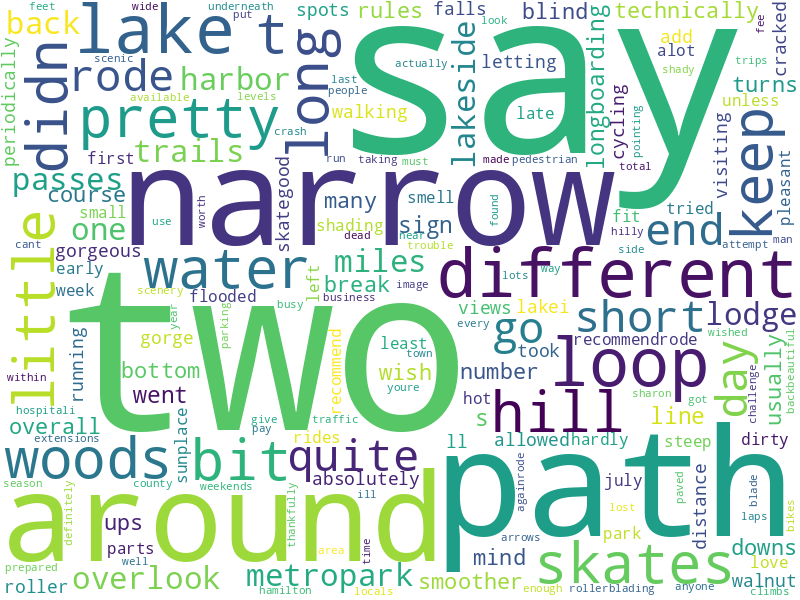 feet
wide
underneath
back
scenic
lake
t
spots
rules
falls
blind
technically
fee
put
look
add
alot
shady
cracked
rode
didn
long
say
actually
letting
periodically
harbor
last
people
lakeside
longboarding
cycling
trips
turns
pretty
available
levels
walking
late
unless
crash
pointing
keep
trails
first
run
taking
must
made
pedestrian
total
visiting
pleasant
passes
cant
worth
narrow
skategood
many
smell
found
fit
tried
course
small
one
use
shading
sign
dead
near
trouble
hilly
attempt
man
little
gorgeous
early
week
scenery
water
flooded
busy
left
miles
break
business
image
different
end
side
lots
way
views
lakei
short
lodge
year
parking
go
every
wished
running
two
gorge
recommend
least
town
took
recommendrode
day
usually
backbeautiful
challenge
within
bottom
youre
wish
number
loop
sharon
got
hospitali
went
give
pay
traffic
hot
s
hill
line
overall
sunplace
rides
ll
allowed
hardly
steep
dirty
extensions
woods
bit
quite
absolutely
path
paved
season
county
weekends
july
distance
blade
definitely
around
ups
thankfully
ill
againrode
lost
laps
bikes
parts
area
time
arrows
park
prepared
well
mind
downs
roller
overlook
metropark
locals
smoother
skates
love
walnut
hamilton
enough
rollerblading
anyone
climbs